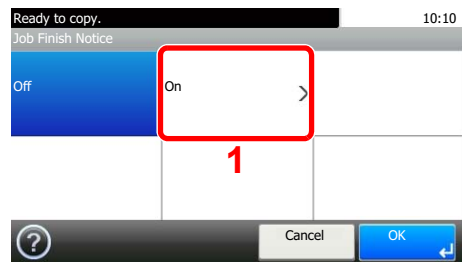 Ready to copy. 10:10
Job Finish Notice
Off On >
1
? Cancel OK